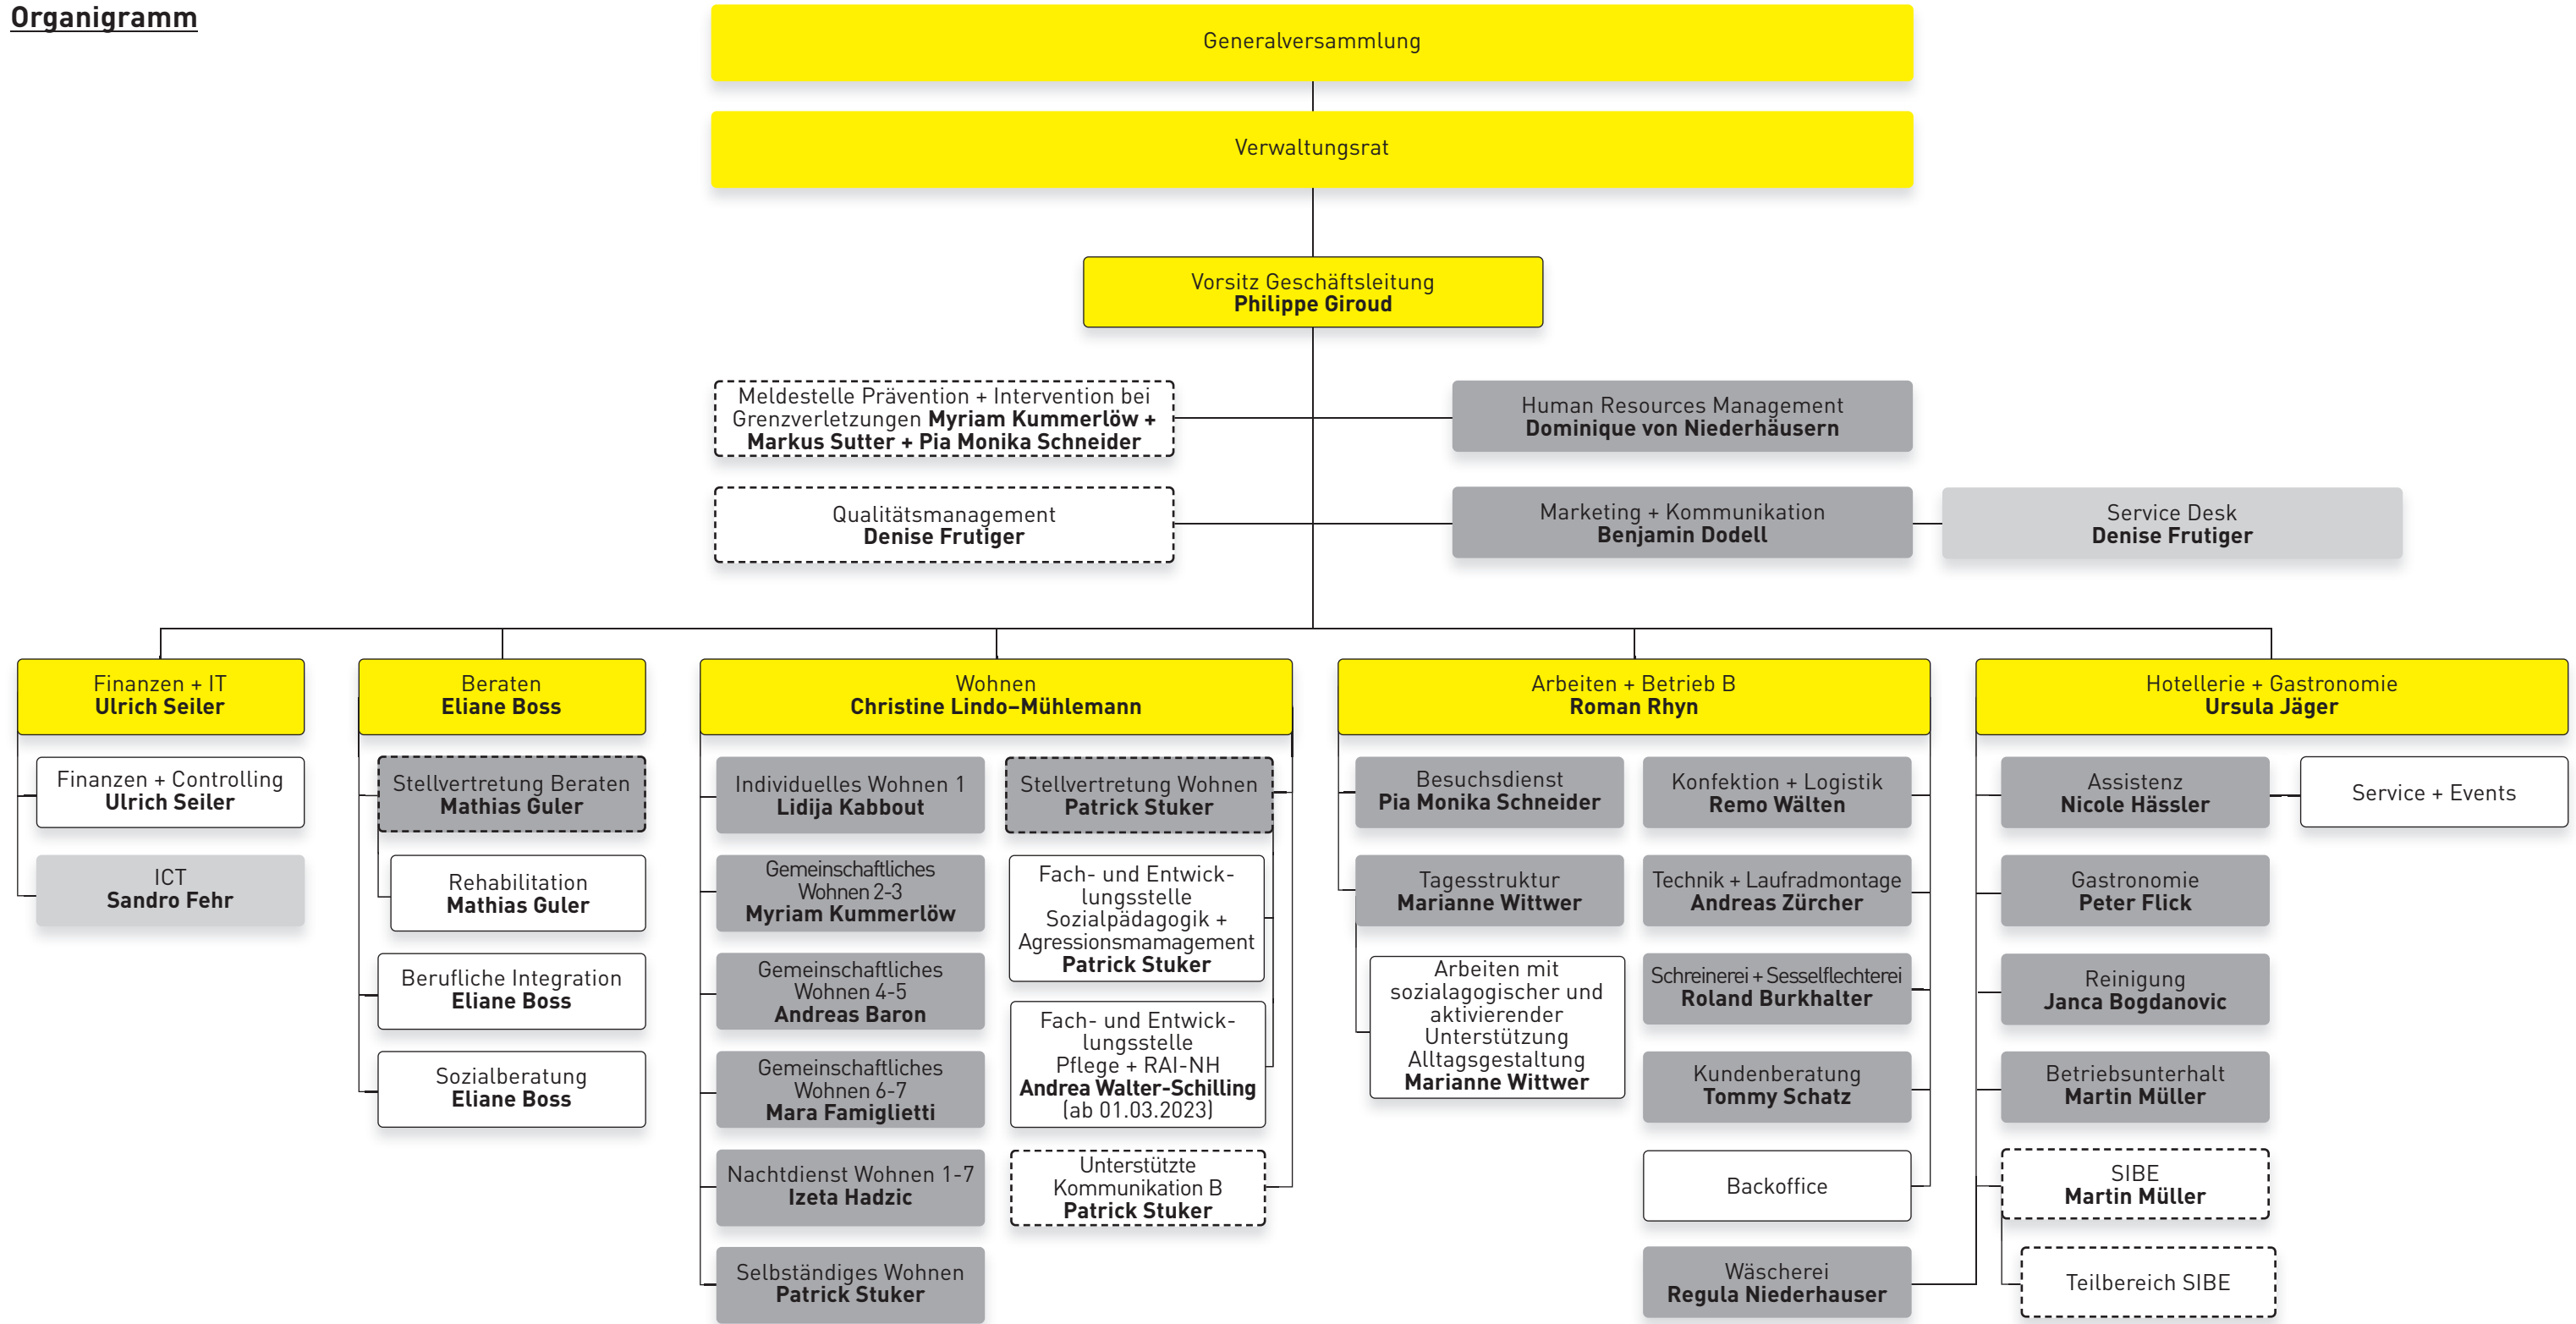 Organigramm
Generalversammlung
Verwaltungsrat
Vorsitz Geschäftsleitung
Philippe Giroud
Meldestelle Prävention + Intervention bei
Grenzverletzungen Myriam Kummerlöw +
Markus Sutter + Pia Monika Schneider
Human Resources Management
Dominique von Niederhäusern
Qualitätsmanagement
Denise Frutiger
Marketing + Kommunikation
Benjamin Dodell
Service Desk
Denise Frutiger
Finanzen + IT
Ulrich Seiler
Finanzen + Controlling
Ulrich Seiler
ICT
Sandro Fehr
Beraten
Eliane Boss
Stellvertretung Beraten
Mathias Guler
Rehabilitation
Mathias Guler
Berufliche Integration
Eliane Boss
Sozialberatung
Eliane Boss
Wohnen
Christine Lindo–Mühlemann
Individuelles Wohnen 1
Lidija Kabbout
Gemeinschaftliches
Wohnen 2-3
Myriam Kummerlöw
Gemeinschaftliches
Wohnen 4-5
Andreas Baron
Gemeinschaftliches
Wohnen 6-7
Mara Famiglietti
Nachtdienst Wohnen 1-7
Izeta Hadzic
Selbständiges Wohnen
Patrick Stuker
Stellvertretung Wohnen
Patrick Stuker
Fach- und Entwick-
lungsstelle
Sozialpädagogik +
Agressionsmamagement
Patrick Stuker
Fach- und Entwick-
lungsstelle
Pflege + RAI-NH
Andrea Walter-Schilling
(ab 01.03.2023)
Unterstützte
Kommunikation B
Patrick Stuker
Arbeiten + Betrieb B
Roman Rhyn
Besuchsdienst
Pia Monika Schneider
Tagesstruktur
Marianne Wittwer
Arbeiten mit
sozialagogischer und
aktivierender
Unterstützung
Alltagsgestaltung
Marianne Wittwer
Konfektion + Logistik
Remo Wälten
Technik + Laufradmontage
Andreas Zürcher
Schreinerei + Sesselflechterei
Roland Burkhalter
Kundenberatung
Tommy Schatz
Backoffice
Wäscherei
Regula Niederhauser
Hotellerie + Gastronomie
Ursula Jäger
Assistenz
Nicole Hässler
Service + Events
Gastronomie
Peter Flick
Reinigung
Janca Bogdanovic
Betriebsunterhalt
Martin Müller
SIBE
Martin Müller
Teilbereich SIBE